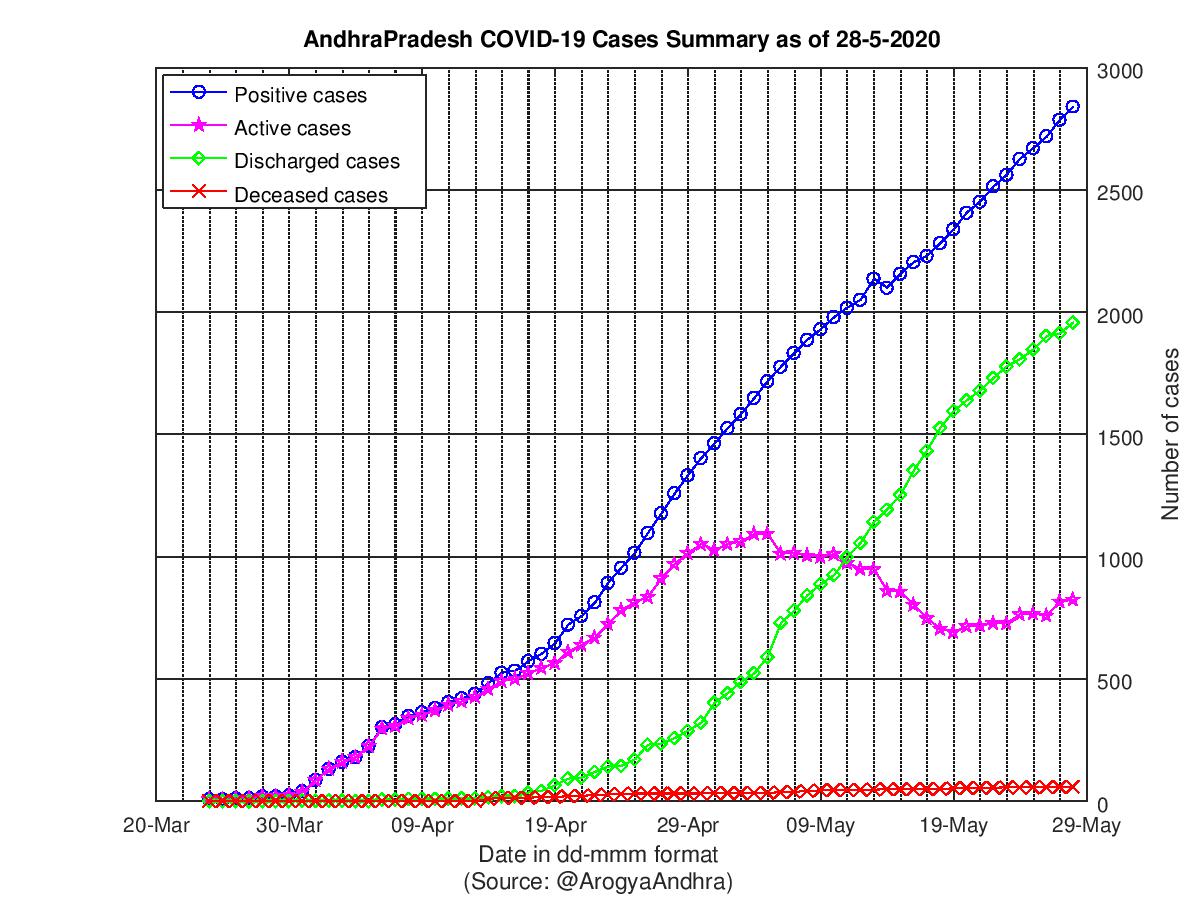 AndhraPradesh COVID-19 Cases Summary as of 28-5-2020
Positive cases
Active cases
Discharged cases
Deceased cases
3000
2500
2000
1500
1000
500
0
Number of cases
20-Mar 30-Mar 09-Apr 19-Apr 29-Apr 09-May 19-May 29-May
Date in dd-mmm format
(Source: @ArogyaAndhra)